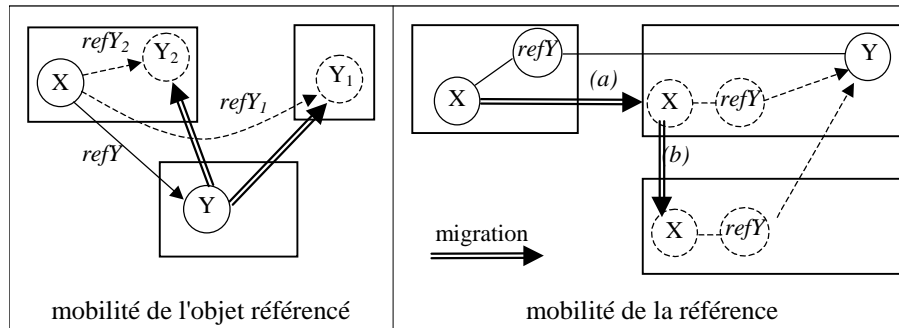 refY₂
Y₂
X
refY₁
Y₁
refY
Y
mobilité de l'objet référencé
refY
Y
X
(a)
X
refY
(b)
X
refY
migration
mobilité de la référence